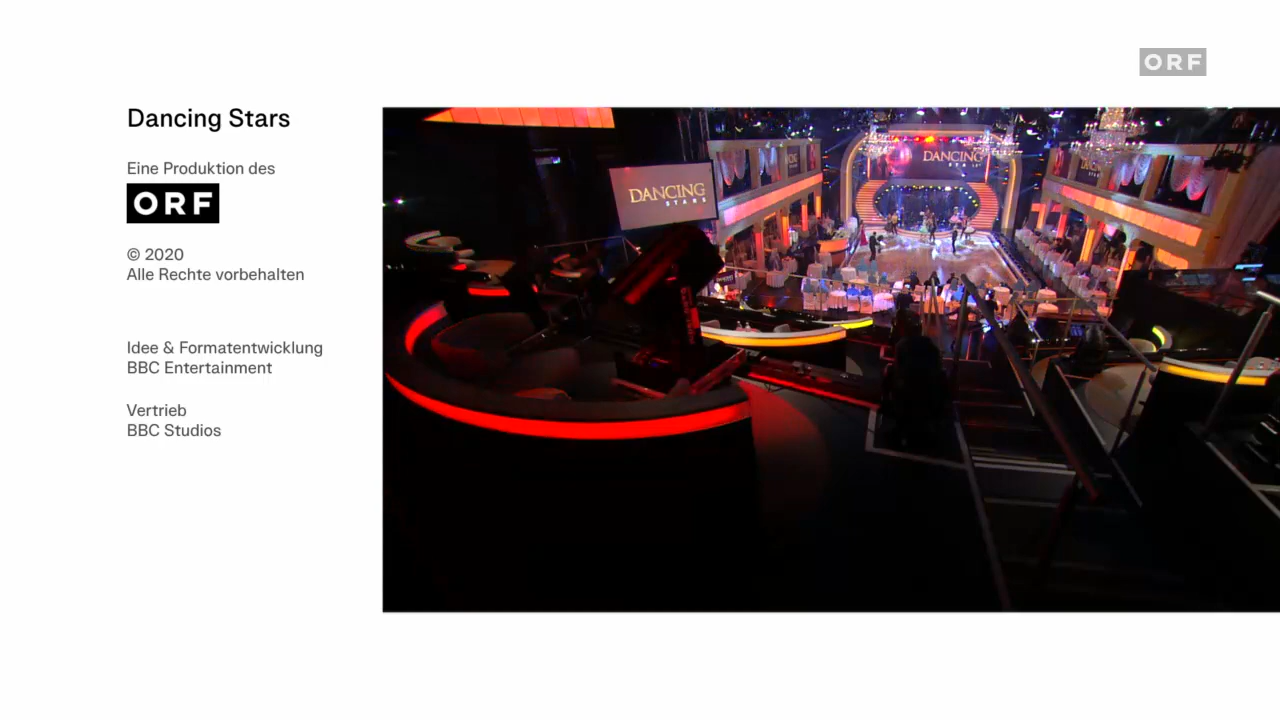 ORF
Dancing Stars
Eine Produktion des
ORF
© 2020
Alle Rechte vorbehalten
Idee & Formatentwicklung
BBC Entertainment
Vertrieb
BBC Studios
DANCING
STARS
DANCING